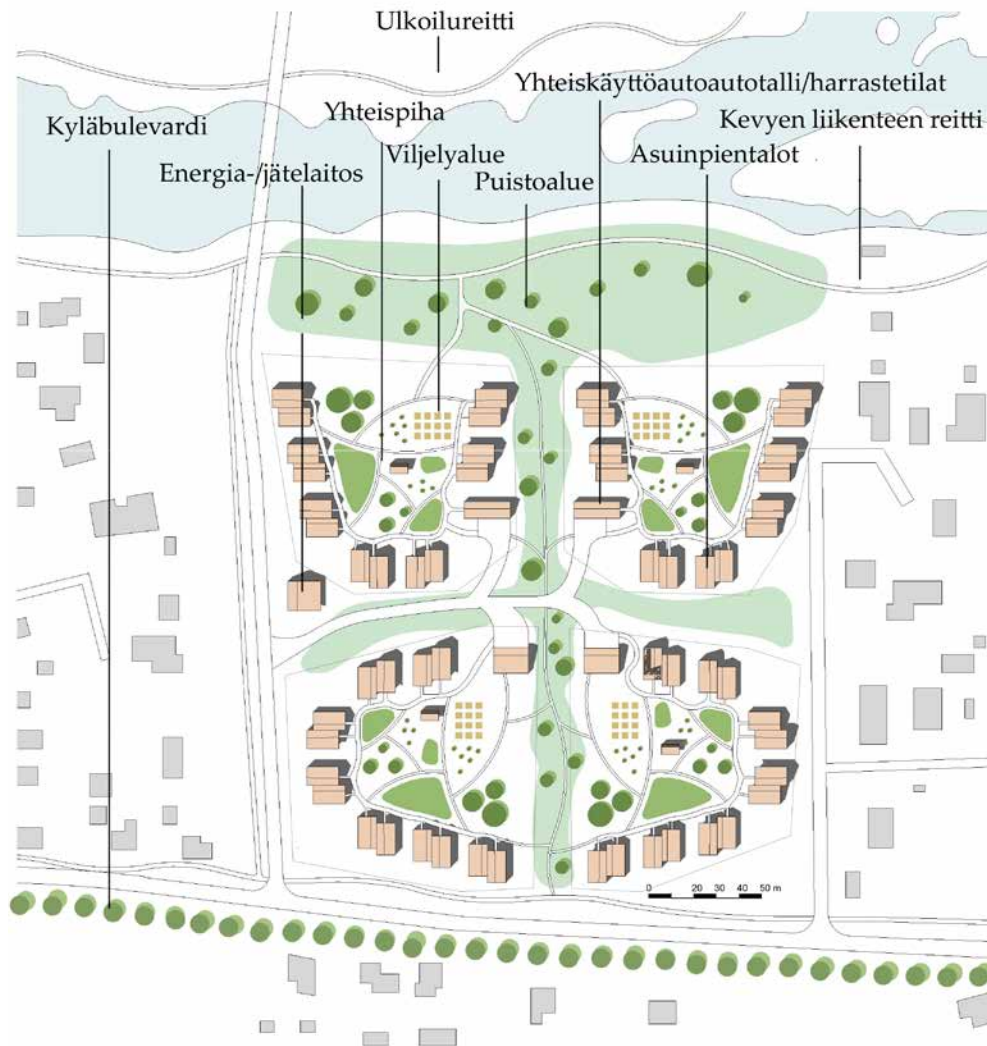 Ulkoilureitti
Yhteiskäyttöautoautotalli/harrastetilat
Yhteispiha
Kevyen liikenteen reitti
Kyläbulevardi
Viljelyalue
Asuinpientalot
Energia-/jätelaitos
Puistoalue
0 20 30 40 50 m